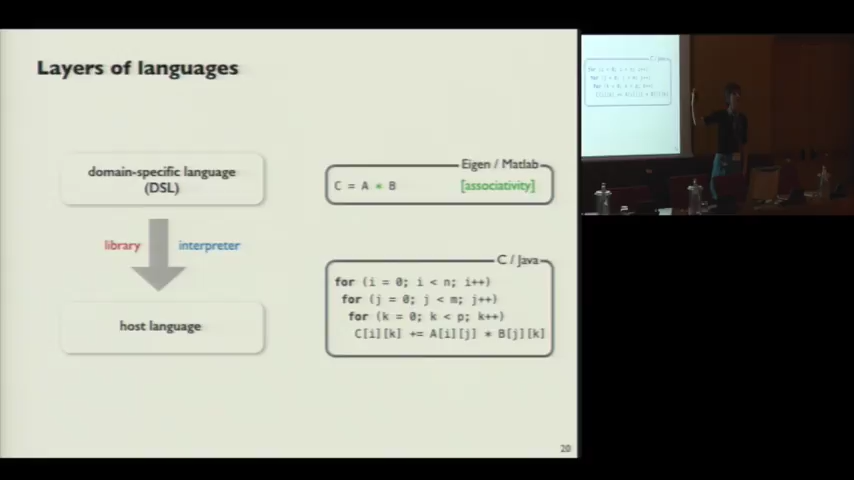 Layers of languages
domain-specific language
(DSL)
library
interpreter
host language
Eigen / Matlab
C = A * B
[associativity]
C / Java
for (i = 0; i < n; i++)
for (j = 0; j < m; j++)
for (k = 0; k < p; k++)
C[i][k] += A[i][j] * B[j][k]
20